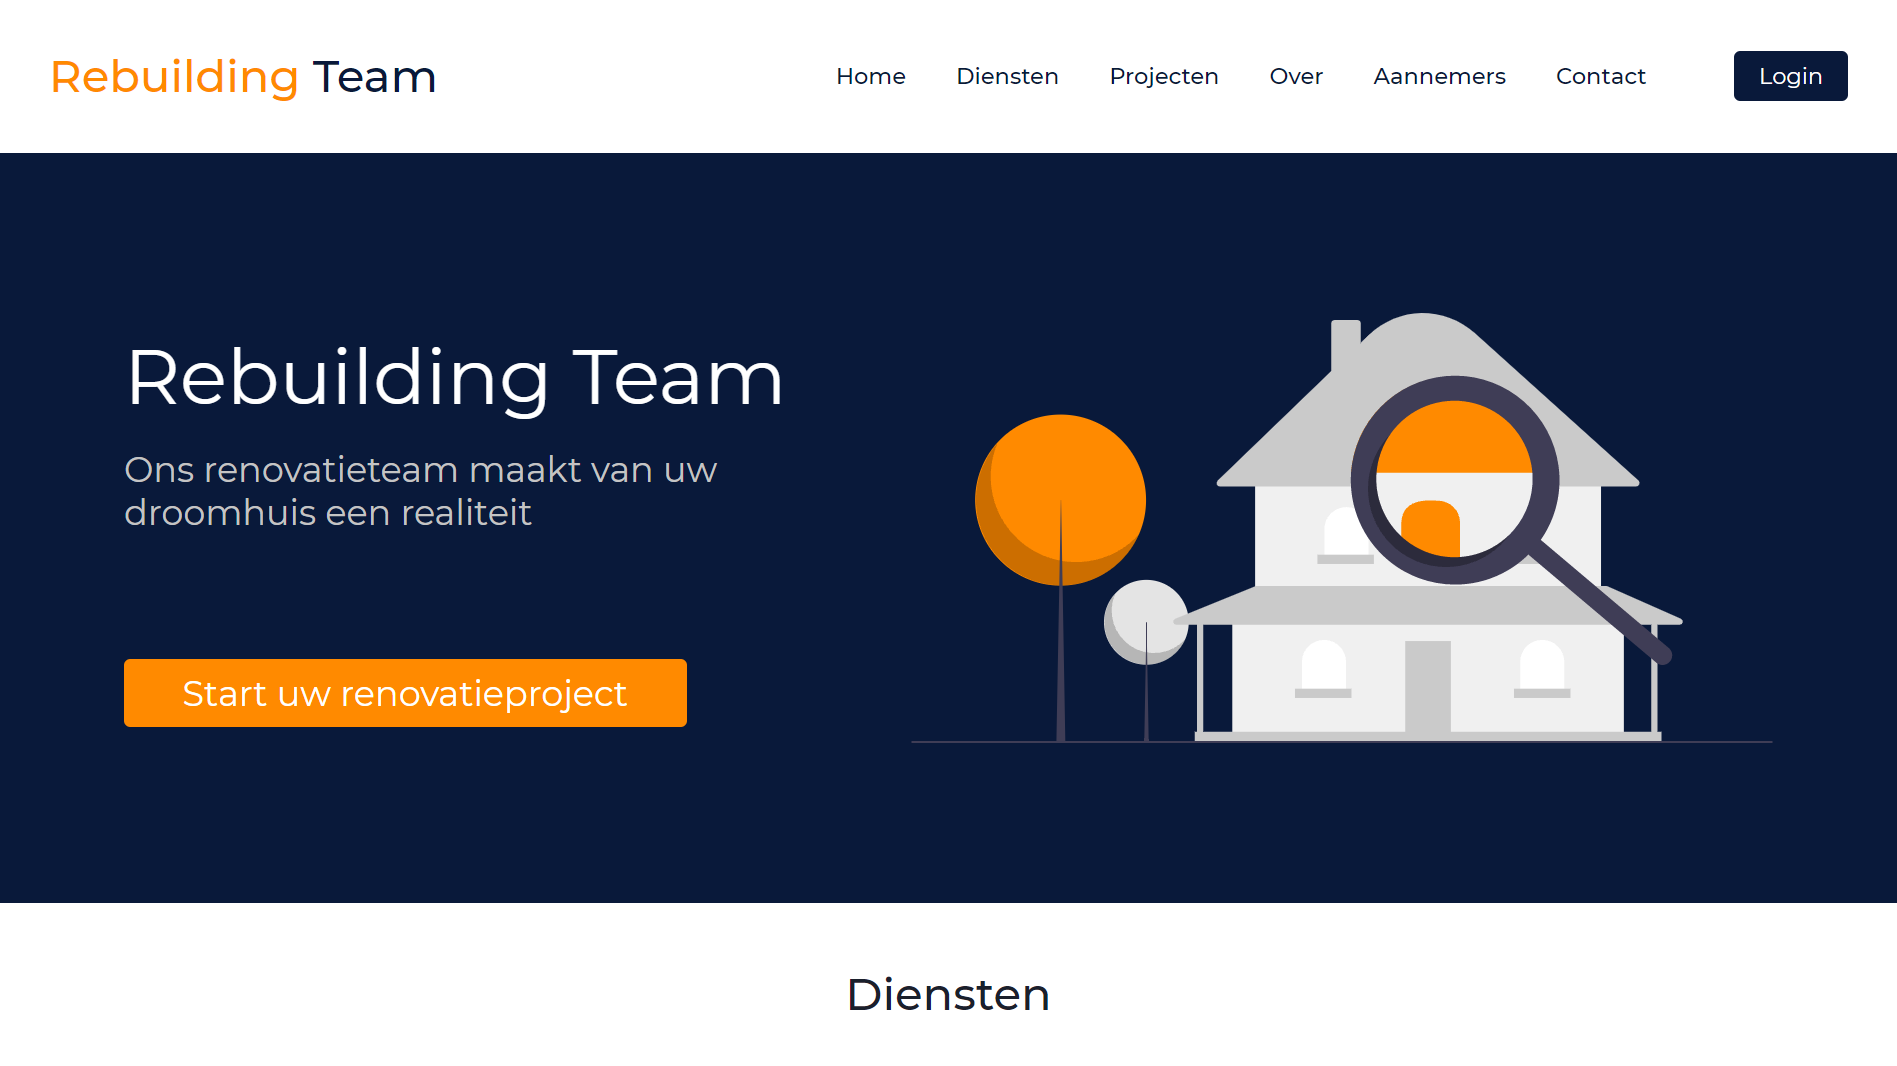 Rebuilding Team
Home
Diensten
Projecten
Over
Aannemers
Contact
Login
Rebuilding Team
Ons renovatieteam maakt van uw
droomhuis een realiteit
Start uw renovatieproject
Diensten